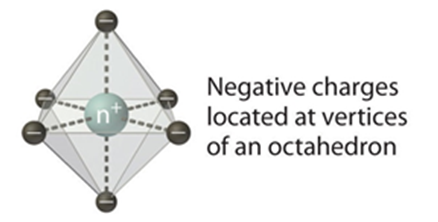 n⁺
Negative charges
located at vertices
of an octahedron